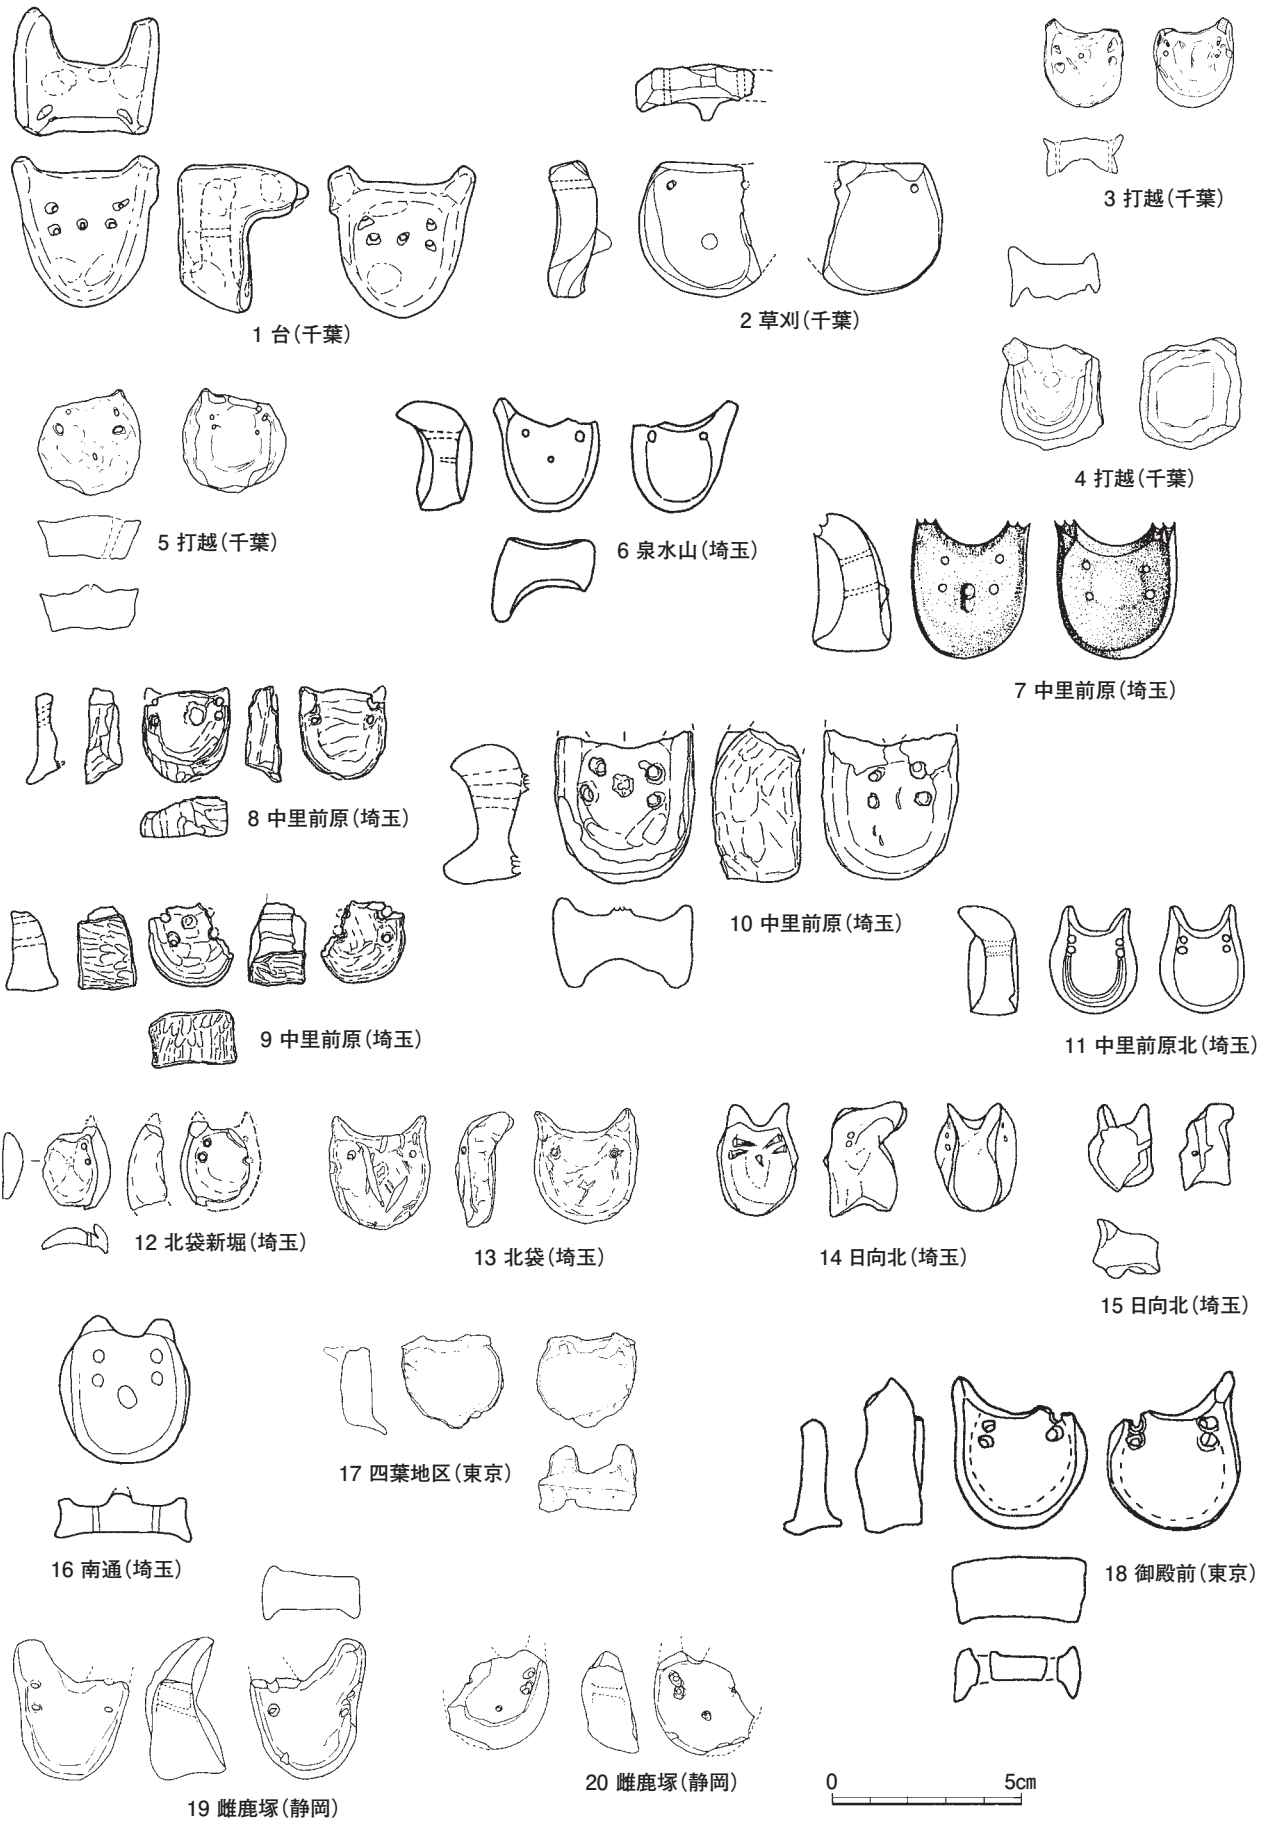 1 台（千葉）
2 草刈（千葉）
3 打越（千葉）
4 打越（千葉）
5 打越（千葉）
6 泉水山（埼玉）
7 中里前原（埼玉）
8 中里前原（埼玉）
9 中里前原（埼玉）
10 中里前原（埼玉）
11 中里前原北（埼玉）
12 北袋新堀（埼玉）
13 北袋（埼玉）
14 日向北（埼玉）
15 日向北（埼玉）
16 南通（埼玉）
17 四葉地区（東京）
18 御殿前（東京）
19 雌鹿塚（静岡）
20 雌鹿塚（静岡）
0 5㎝